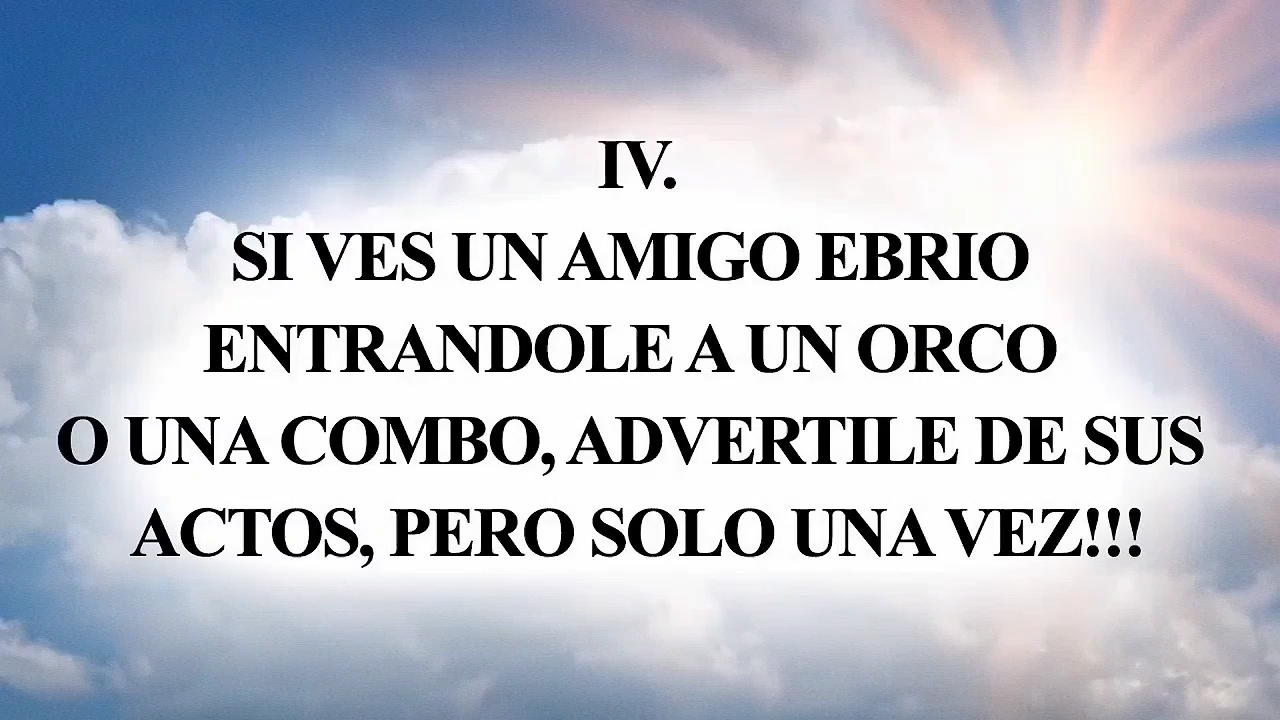 IV.
SI VES UN AMIGO EBRIO
ENTRANDOLE A UN ORCO
O UNA COMBO, ADVERTILE DE SUS
ACTOS, PERO SOLO UNA VEZ!!!